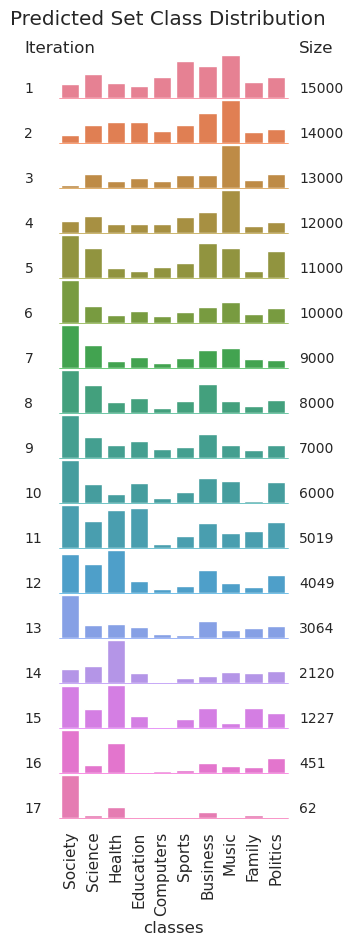 Predicted Set Class Distribution
Iteration Size
1 15000
2 14000
3 13000
4 12000
5 11000
6 10000
7 9000
8 8000
9 7000
10 6000
11 5019
12 4049
13 3064
14 2120
15 1227
16 451
17 62
Society
Science
Health
Education
Computers
Sports
Business
Music
Family
Politics
classes